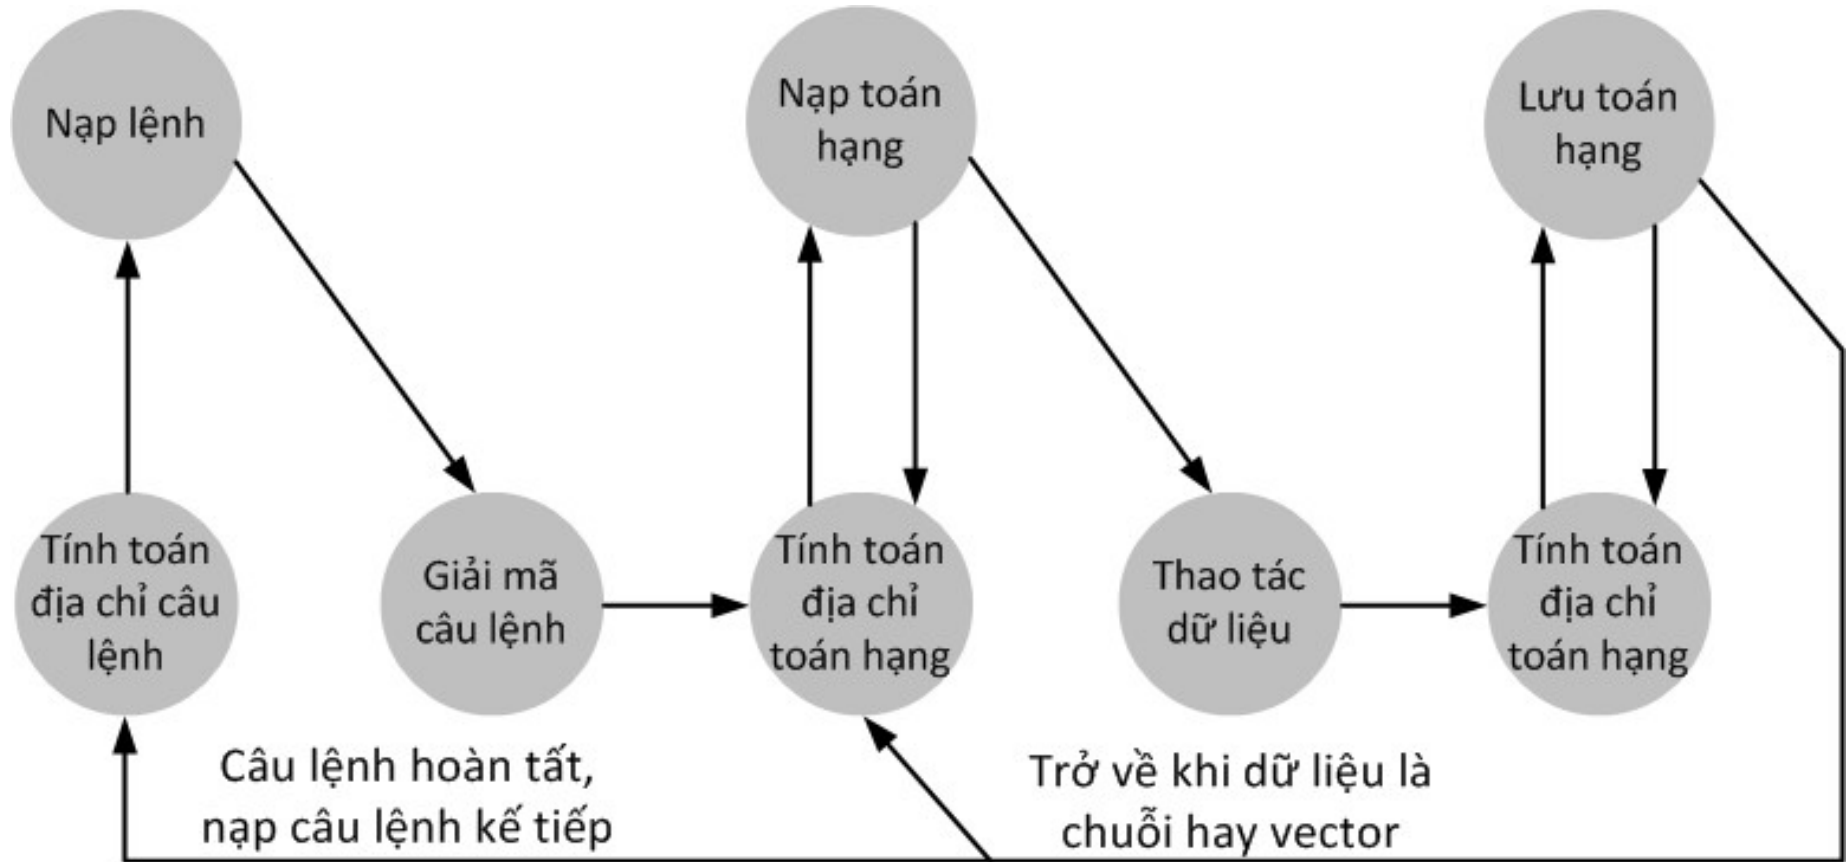 Nạp lệnh
Nạp toán
hạng
Lưu toán
hạng
Tính toán
địa chỉ câu
lệnh
Giải mã
câu lệnh
Tính toán
địa chỉ
toán hạng
Thao tác
dữ liệu
Tính toán
địa chỉ
toán hạng
Câu lệnh hoàn tất,
nạp câu lệnh kế tiếp
Trở về khi dữ liệu là
chuỗi hay vector